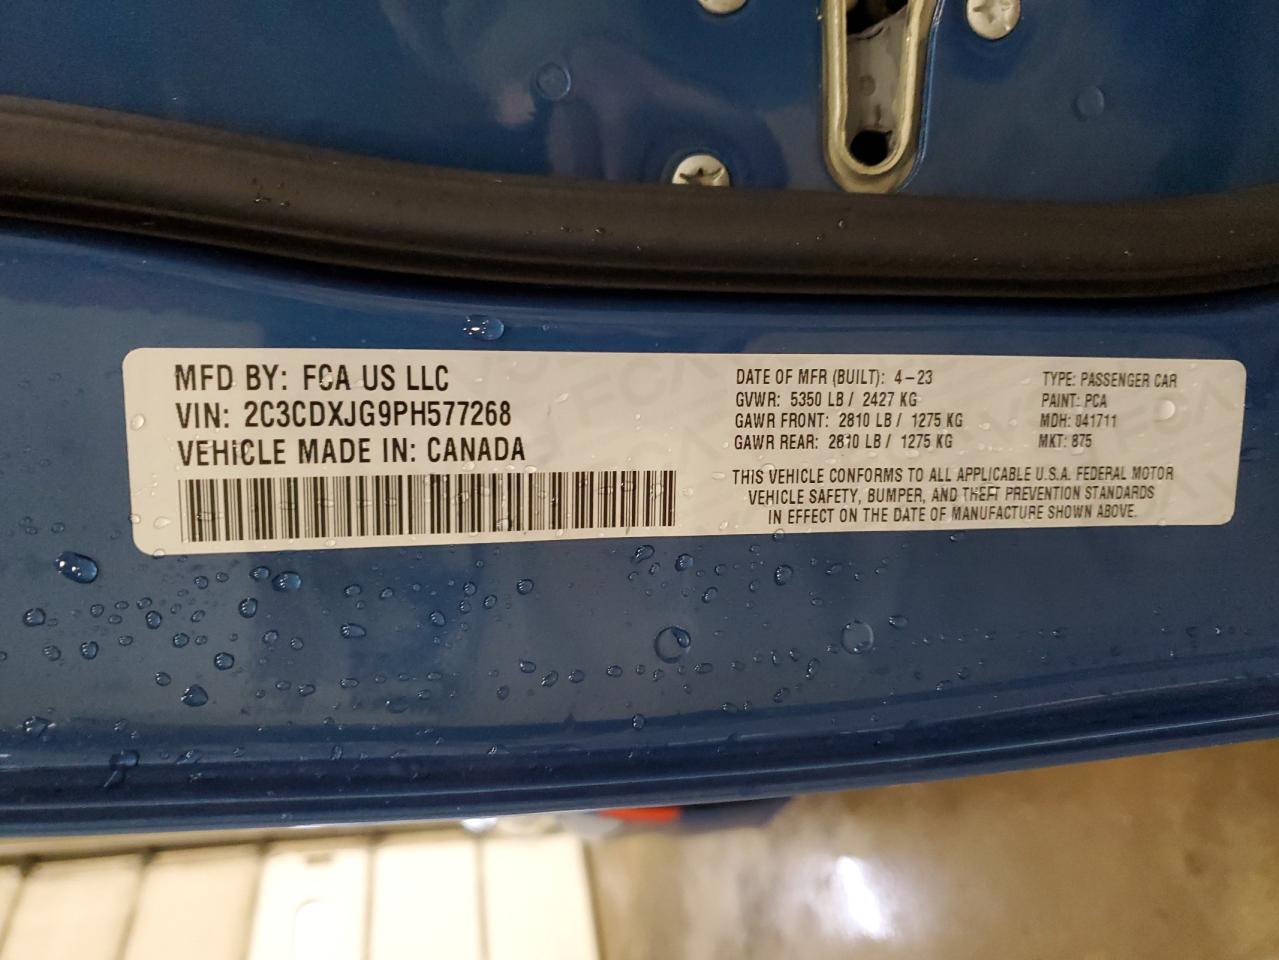 MFD BY: FCA US LLC
VIN: 2C3CDXJG9PH577268
VEHICLE MADE IN: CANADA
DATE OF MFR (BUILT): 4-23
GVWR: 5350 LB / 2427 KG
GAWR FRONT: 2810 LB / 1275 KG
GAWR REAR: 2810 LB / 1275 KG
TYPE: PASSENGER CAR
PAINT: PCA
MDH: 041711
MKT: 875
THIS VEHICLE CONFORMS TO ALL APPLICABLE U.S.A. FEDERAL MOTOR
VEHICLE SAFETY, BUMPER, AND THEFT PREVENTION STANDARDS
IN EFFECT ON THE DATE OF MANUFACTURE SHOWN ABOVE.